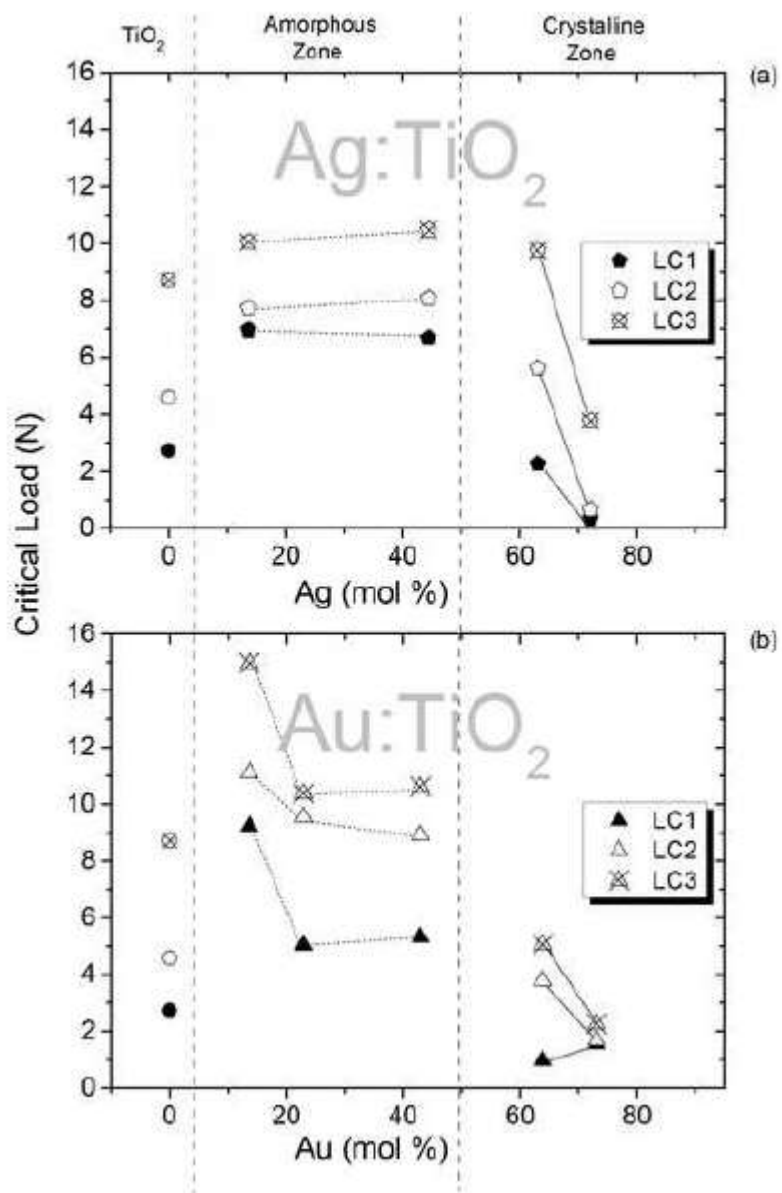 TiO2
Amorphous
Zone
Crystalline
Zone
(a)
16
14
12
10
8
6
4
2
0
Ag:TiO2
LC1
LC2
LC3
0 20 40 60 80
Ag (mol %)
Critical Load (N)
(b)
16
14
12
10
8
6
4
2
0
Au:TiO2
LC1
LC2
LC3
0 20 40 60 80
Au (mol %)